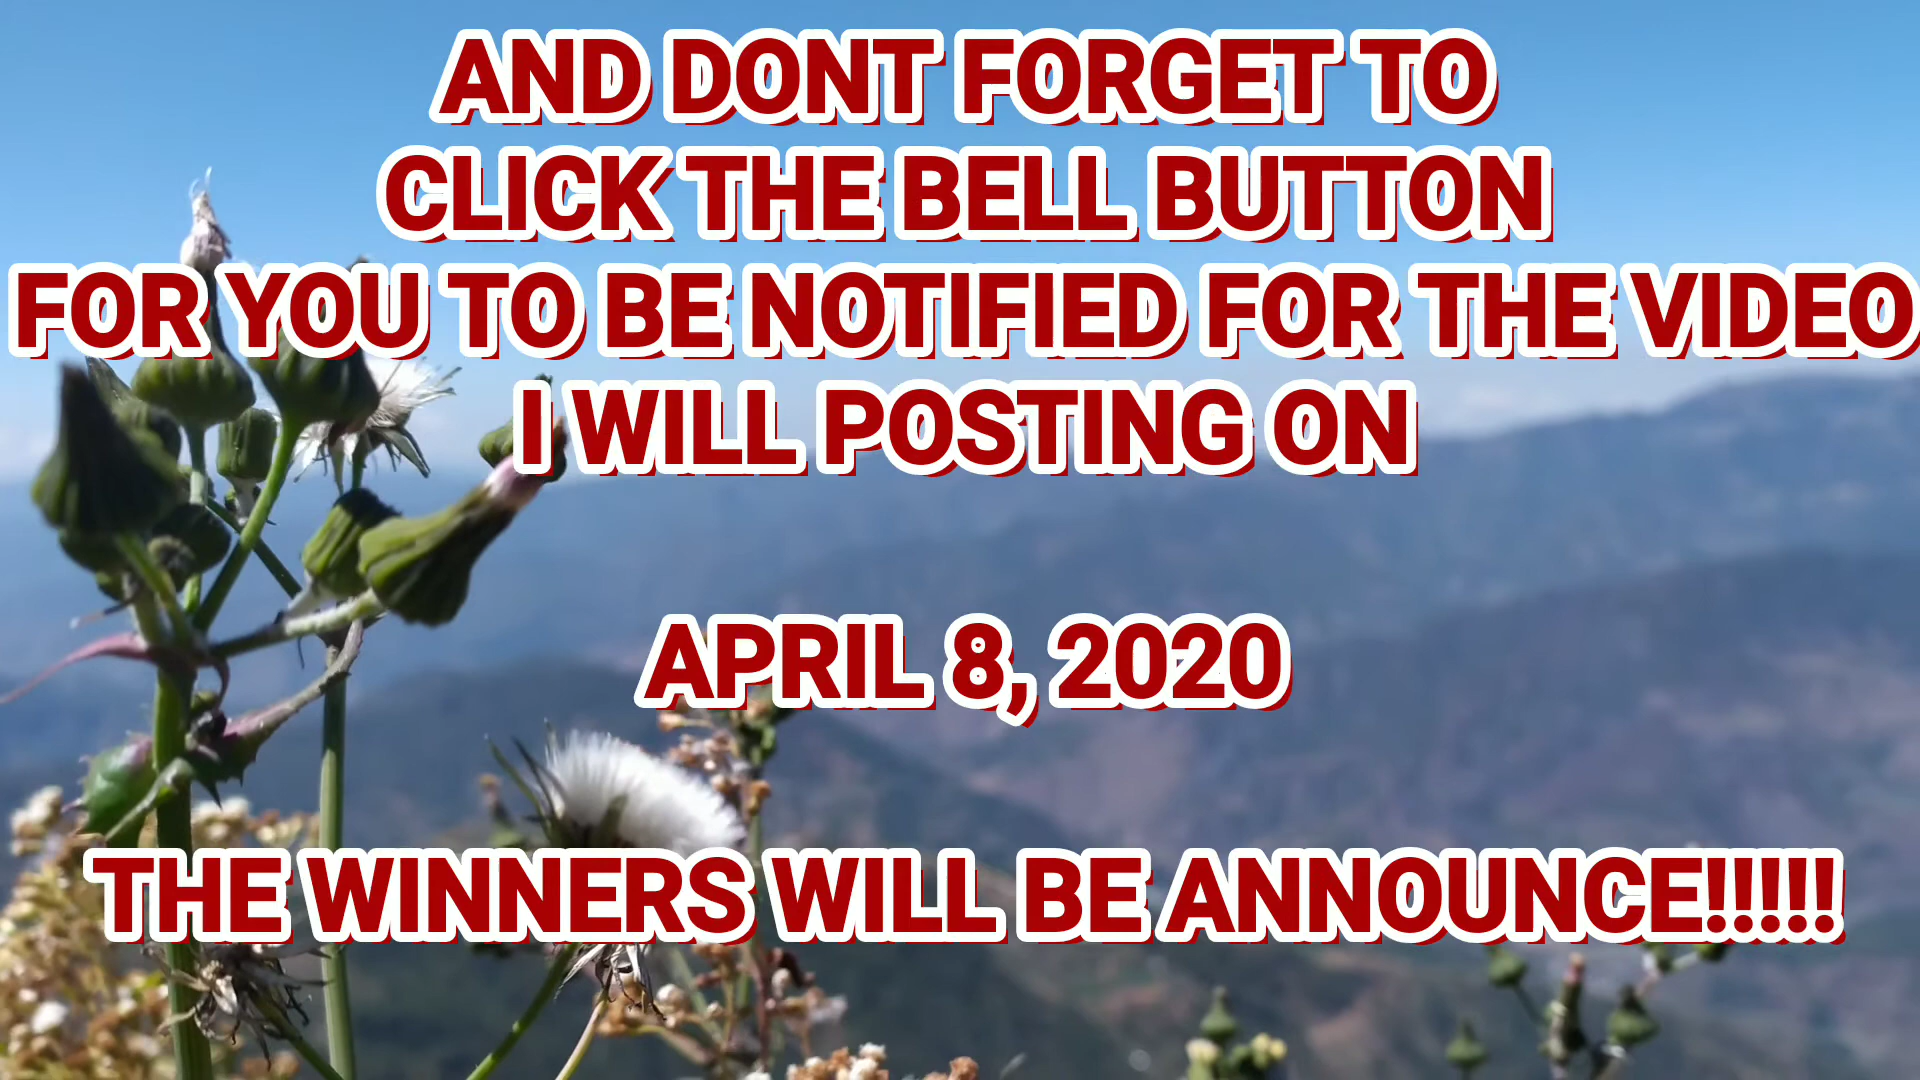 AND DONT FORGET TO
CLICK THE BELL BUTTON
FOR YOU TO BE NOTIFIED FOR THE VIDEO
I WILL POSTING ON
APRIL 8, 2020
THE WINNERS WILL BE ANNOUNCE!!!!!